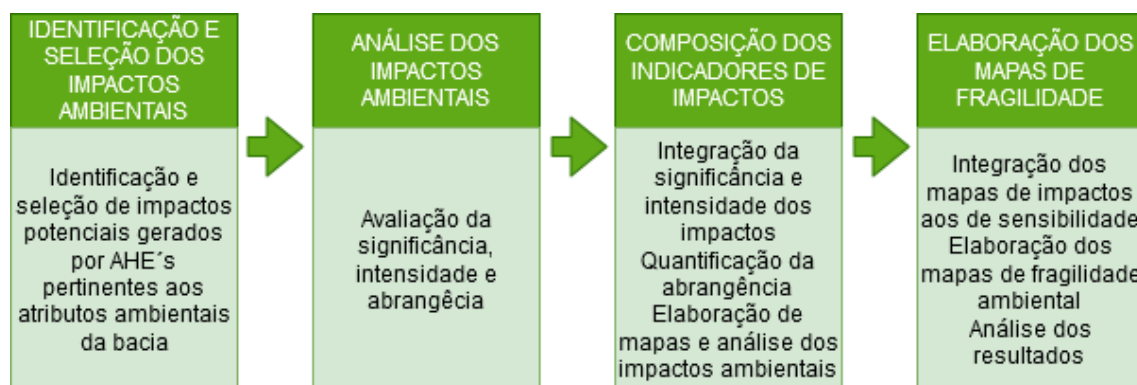 IDENTIFICAÇÃO E
SELEÇÃO DOS
IMPACTOS
AMBIENTAIS
Identificação e
seleção de impactos
potenciais gerados
por AHE´s
pertinentes aos
atributos ambientais
da bacia
ANÁLISE DOS
IMPACTOS
AMBIENTAIS
Avaliação da
significância,
intensidade e
abrangêcia
COMPOSIÇÃO DOS
INDICADORES DE
IMPACTOS
Integração da
significância e
intensidade dos
impactos
Quantificação da
abrangência
Elaboração de
mapas e análise dos
impactos ambientais
ELABORAÇÃO DOS
MAPAS DE
FRAGILIDADE
Integração dos
mapas de impactos
aos de sensibilidade
Elaboração dos
mapas de fragilidade
ambiental
Análise dos
resultados